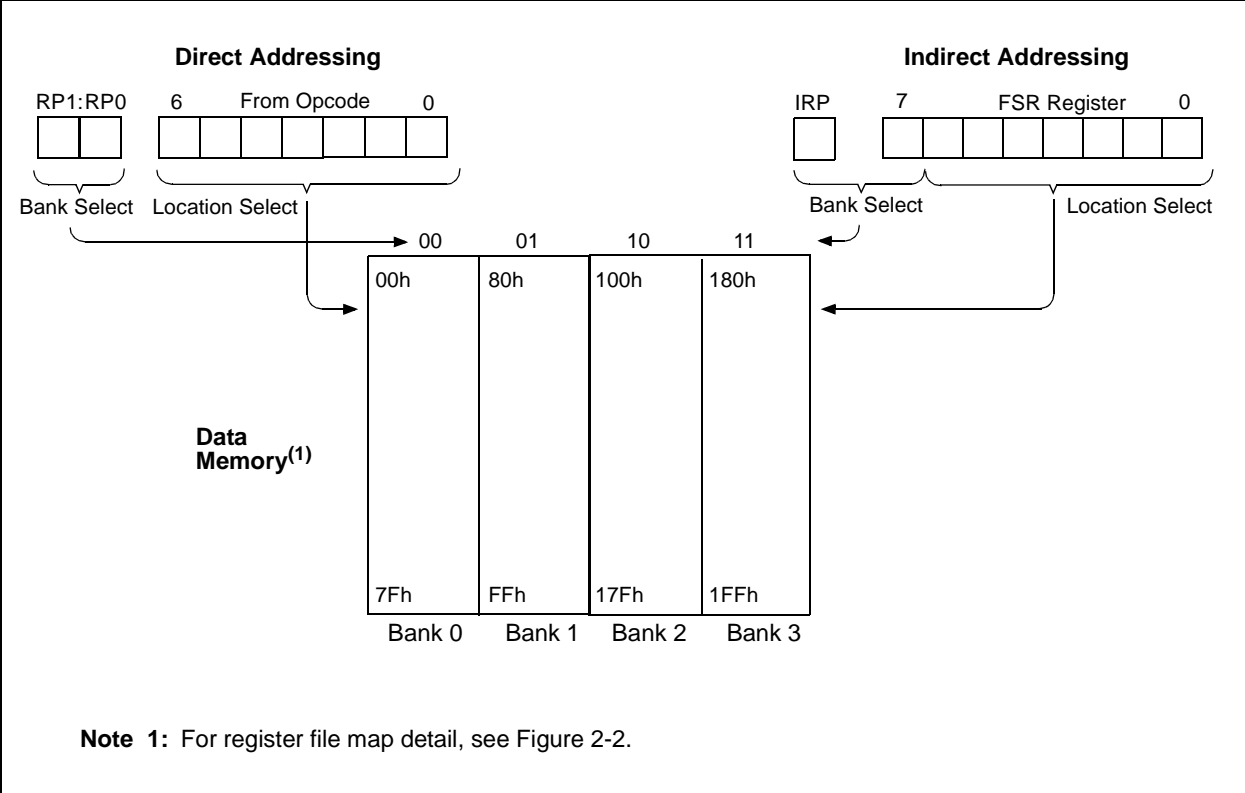 Direct Addressing
Indirect Addressing
RP1:RP0 6 From Opcode 0
IRP 7 FSR Register 0
Bank Select Location Select
Bank Select Location Select
00 01 10 11
00h 80h 100h 180h
Data
Memory(1)
7Fh FFh 17Fh 1FFh
Bank 0 Bank 1 Bank 2 Bank 3
Note 1: For register file map detail, see Figure 2-2.